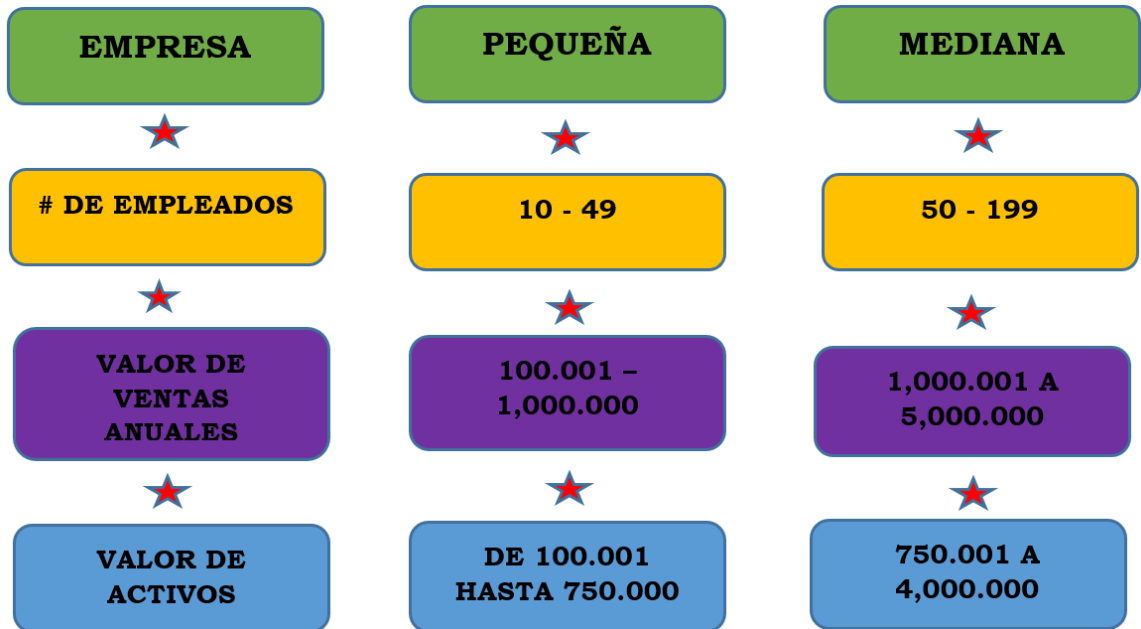 EMPRESA
PEQUEÑA
MEDIANA
# DE EMPLEADOS
10 - 49
50 - 199
VALOR DE
VENTAS
ANUALES
100.001 –
1,000.000
1,000.001 A
5,000.000
VALOR DE
ACTIVOS
DE 100.001
HASTA 750.000
750.001 A
4,000.000